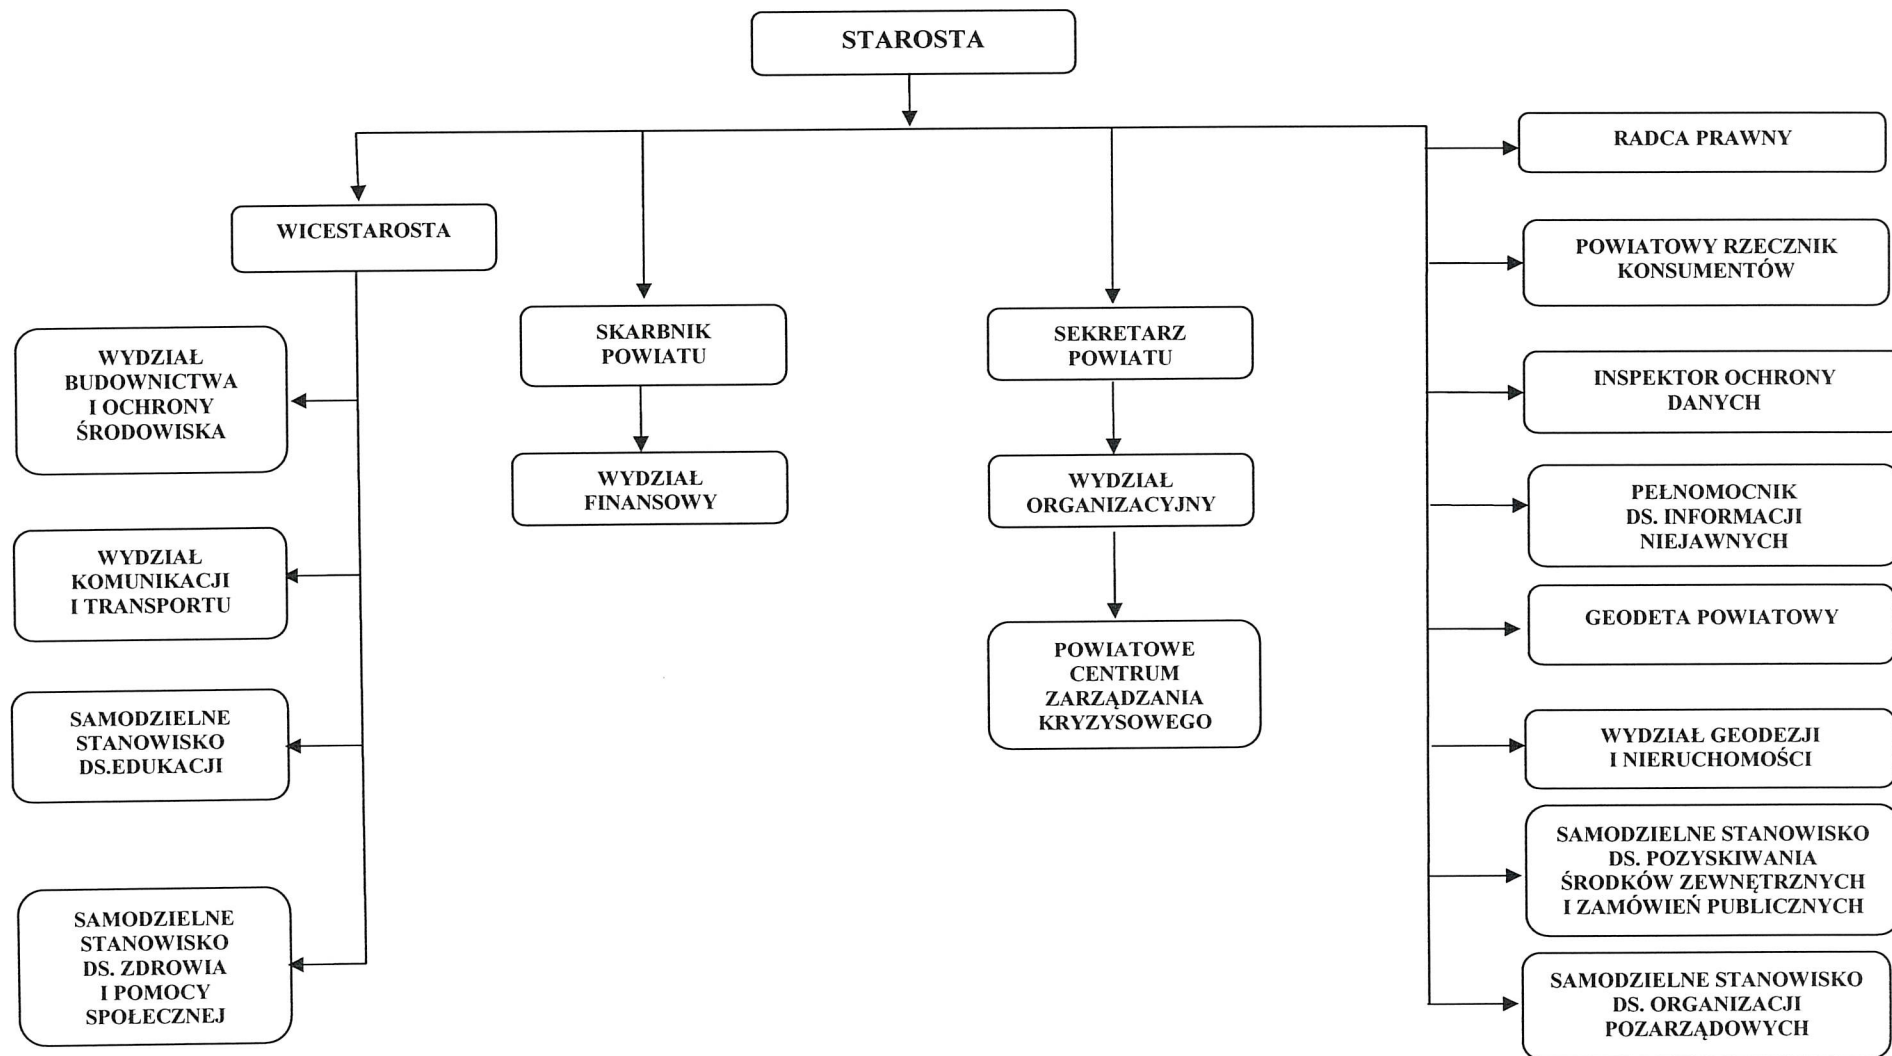 STAROSTA
WICESTAROSTA
WYDZIAŁ
BUDOWNICTWA
I OCHRONY
ŚRODOWISKA
WYDZIAŁ
KOMUNIKACJI
I TRANSPORTU
SAMODZIELNE
STANOWISKO
DS.EDUKACJI
SAMODZIELNE
STANOWISKO
DS. ZDROWIA
I POMOCY
SPOŁECZNEJ
SKARBNIK
POWIATU
WYDZIAŁ
FINANSOWY
SEKRETARZ
POWIATU
WYDZIAŁ
ORGANIZACYJNY
POWIATOWE
CENTRUM
ZARZĄDZANIA
KRYZYSOWEGO
RADCA PRAWNY
POWIATOWY RZECZNIK
KONSUMENTÓW
INSPEKTOR OCHRONY
DANYCH
PEŁNOMOCNIK
DS. INFORMACJI
NIEJAWNYCH
GEODETA POWIATOWY
WYDZIAŁ GEODEZJI
I NIERUCHOMOŚCI
SAMODZIELNE STANOWISKO
DS. POZYSKIWANIA
ŚRODKÓW ZEWNĘTRZNYCH
I ZAMÓWIEŃ PUBLICZNYCH
SAMODZIELNE STANOWISKO
DS. ORGANIZACJI
POZARZĄDOWYCH